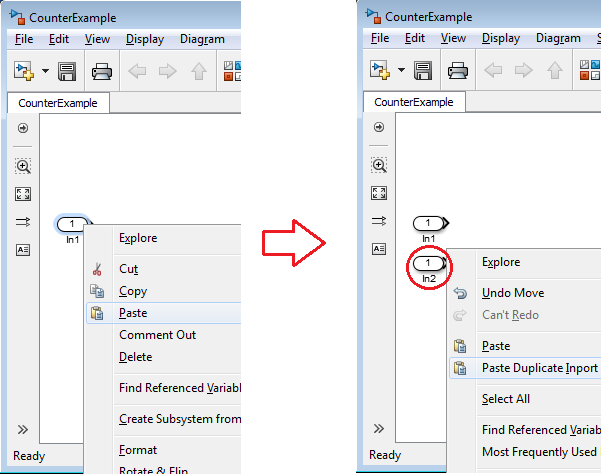 CounterExample
File Edit View Display Diagram
CounterExample
1
In1
Explore
Cut
Copy
Paste
Comment Out
Delete
Find Referenced Variabl
Create Subsystem from
Format
Rotate & Flip
Ready
CounterExample
File Edit View Display Diagram S
CounterExample
1
In1
1
In2
Explore
Undo Move
Can't Redo
Paste
Paste Duplicate Inport
Select All
Find Referenced Variab
Most Frequently Used
Ready